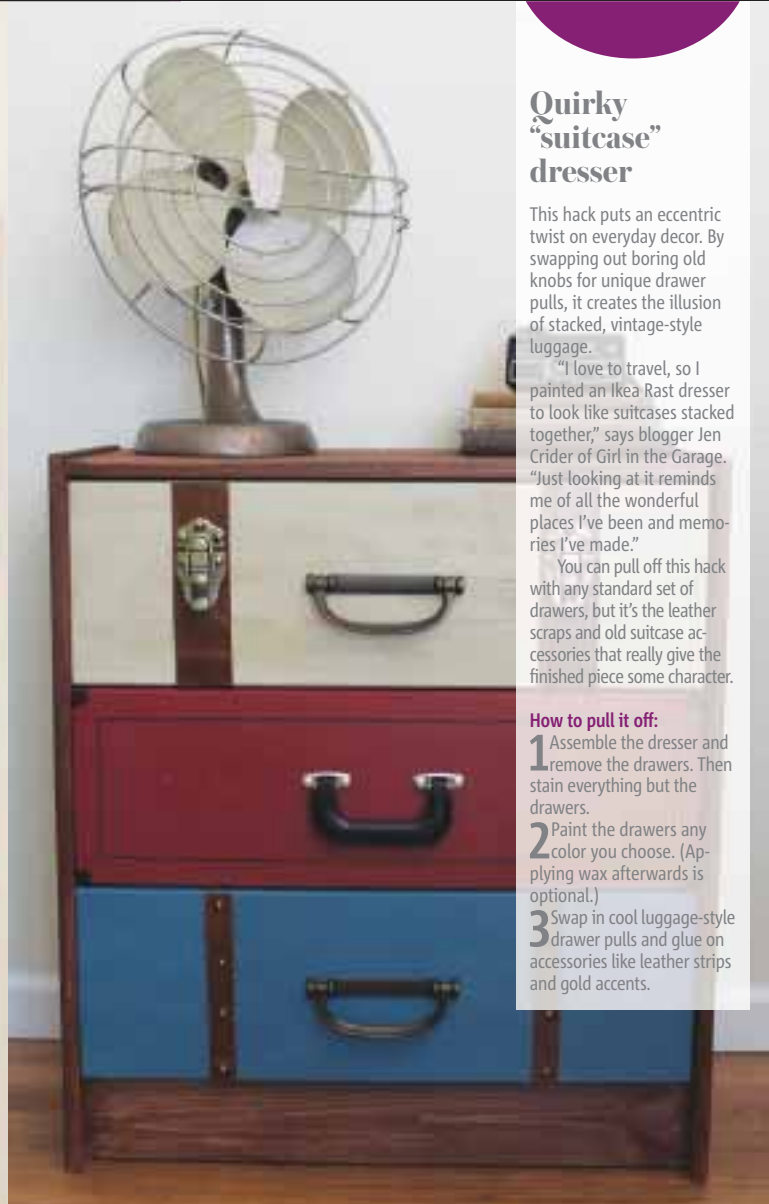 Quirky
“suitcase”
dresser
This hack puts an eccentric
twist on everyday decor. By
swapping out boring old
knobs for unique drawer
pulls, it creates the illusion
of stacked, vintage-style
luggage.
“I love to travel, so I
painted an Ikea Rast dresser
to look like suitcases stacked
together,” says blogger Jen
Crider of Girl in the Garage.
“Just looking at it reminds
me of all the wonderful
places I’ve been and memo-
ries I’ve made.”
You can pull off this hack
with any standard set of
drawers, but it’s the leather
scraps and old suitcase ac-
cessories that really give the
finished piece some character.
How to pull it off:
1 Assemble the dresser and
remove the drawers. Then
stain everything but the
drawers.
2 Paint the drawers any
color you choose. (Ap-
plying wax afterwards is
optional.)
3 Swap in cool luggage-style
drawer pulls and glue on
accessories like leather strips
and gold accents.